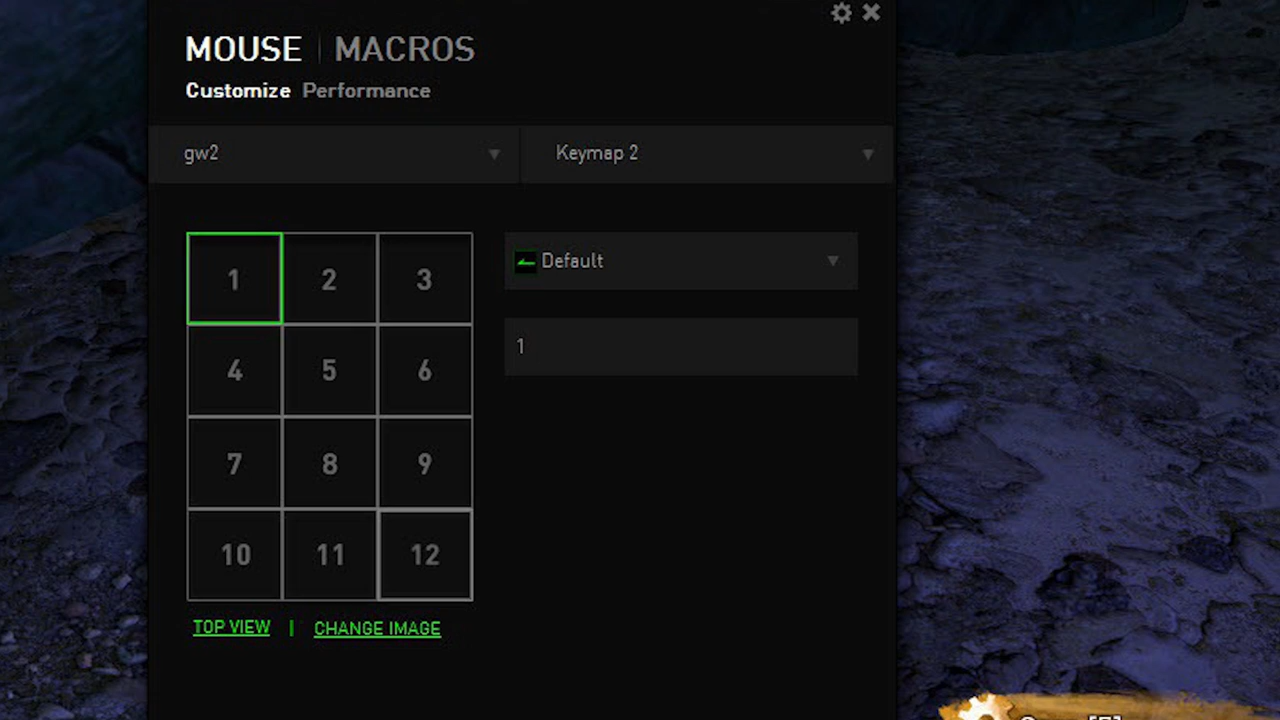 MOUSE | MACROS
Customize Performance
gw2 Keymap 2
1 2 3
Default
4 5 6
1
7 8 9
10 11 12
TOP VIEW | CHANGE IMAGE